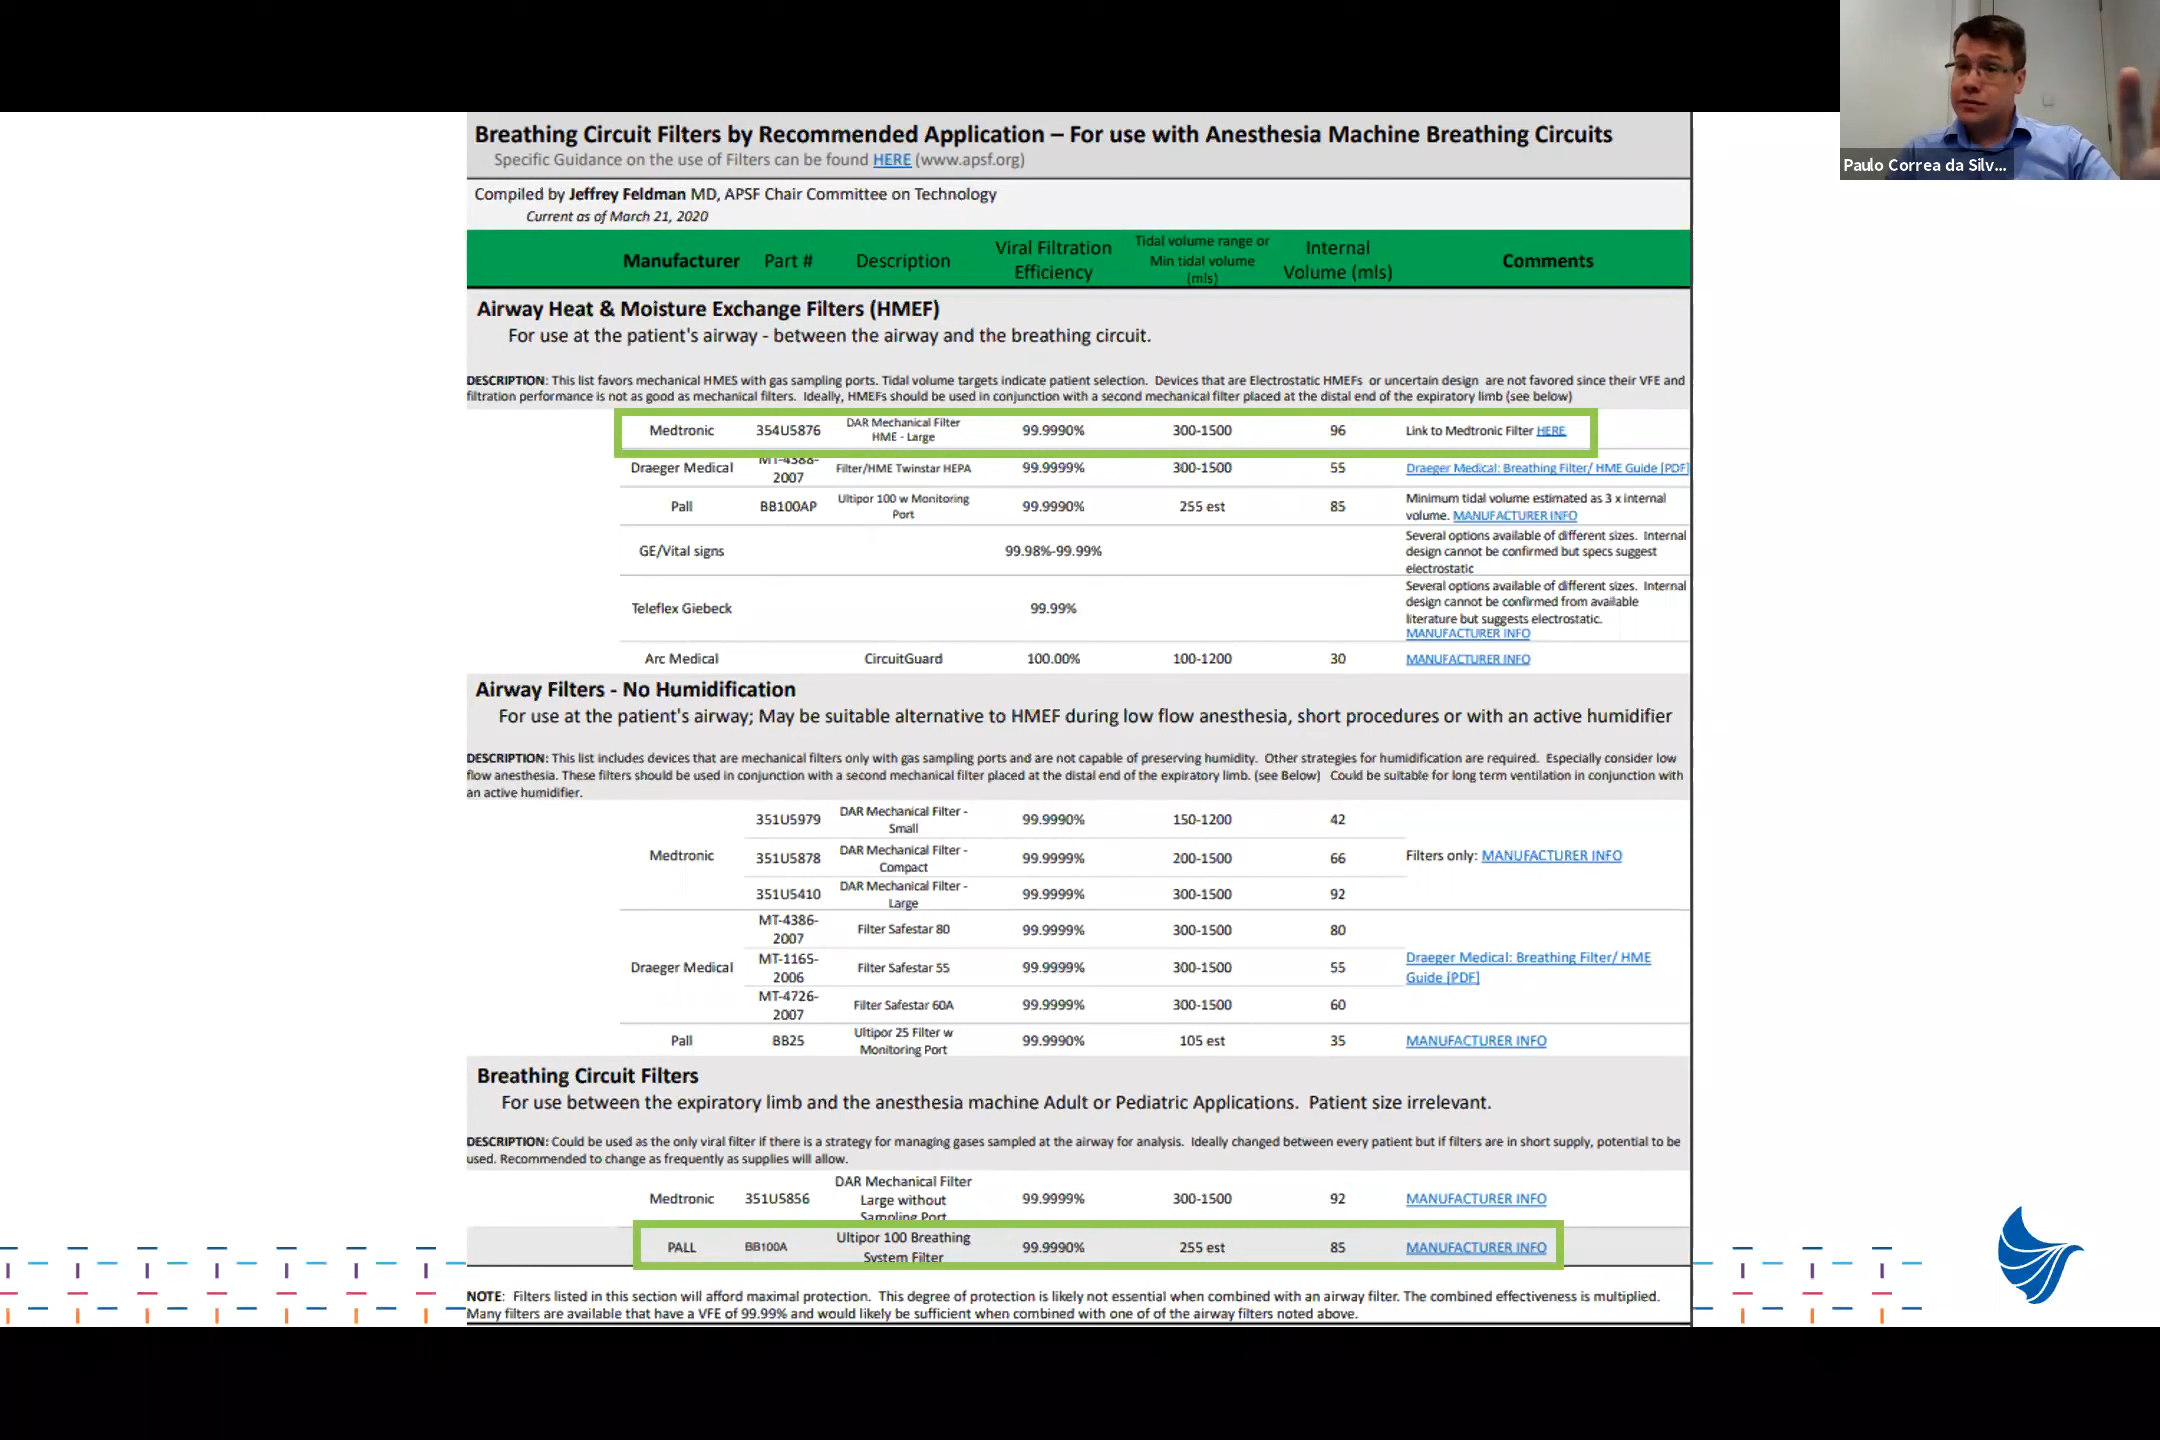 Breathing Circuit Filters by Recommended Application – For use with Anesthesia Machine Breathing Circuits
Specific Guidance on the use of Filters can be found HERE (www.apsf.org)
Paulo Correa da Silv...
Compiled by Jeffrey Feldman MD, APSF Chair Committee on Technology
Current as of March 21, 2020
Manufacturer Part # Description Viral Filtration Efficiency Tidal volume range or Min tidal volume (mls) Internal Volume (mls) Comments
Airway Heat & Moisture Exchange Filters (HMEF)
For use at the patient's airway - between the airway and the breathing circuit.
DESCRIPTION: This list favors mechanical HMES with gas sampling ports. Tidal volume targets indicate patient selection. Devices that are Electrostatic HMEFs or uncertain design are not favored since their VFE and
filtration performance is not as good as mechanical filters. Ideally, HMEFs should be used in conjunction with a second mechanical filter placed at the distal end of the expiratory limb (see below)
Medtronic 354U5876 DAR Mechanical Filter HME - Large 99.9990% 300-1500 96 Link to Medtronic Filter HERE
Draeger Medical MT-4388-2007 Filter/HME Twinstar HEPA 99.9999% 300-1500 55 Draeger Medical: Breathing Filter/ HME Guide [PDF]
Pall BB100AP Ultipor 100 w Monitoring Port 99.9990% 255 est 85 Minimum tidal volume estimated as 3 x internal volume. MANUFACTURER INFO
GE/Vital signs 99.98%-99.99% Several options available of different sizes. Internal design cannot be confirmed but specs suggest electrostatic
Teleflex Giebeck 99.99% Several options available of different sizes. Internal design cannot be confirmed from available literature but suggests electrostatic. MANUFACTURER INFO
Arc Medical CircuitGuard 100.00% 100-1200 30 MANUFACTURER INFO
Airway Filters - No Humidification
For use at the patient's airway; May be suitable alternative to HMEF during low flow anesthesia, short procedures or with an active humidifier
DESCRIPTION: This list includes devices that are mechanical filters only with gas sampling ports and are not capable of preserving humidity. Other strategies for humidification are required. Especially consider low
flow anesthesia. These filters should be used in conjunction with a second mechanical filter placed at the distal end of the expiratory limb. (see Below) Could be suitable for long term ventilation in conjunction with
an active humidifier.
351U5979 DAR Mechanical Filter - Small 99.9990% 150-1200 42
Medtronic 351U5878 DAR Mechanical Filter - Compact 99.9999% 200-1500 66 Filters only: MANUFACTURER INFO
351U5410 DAR Mechanical Filter - Large 99.9999% 300-1500 92
MT-4386-2007 Filter Safestar 80 99.9999% 300-1500 80
Draeger Medical MT-1165-2006 Filter Safestar 55 99.9999% 300-1500 55 Draeger Medical: Breathing Filter/ HME Guide [PDF]
MT-4726-2007 Filter Safestar 60A 99.9999% 300-1500 60
Pall BB25 Ultipor 25 Filter w Monitoring Port 99.9990% 105 est 35 MANUFACTURER INFO
Breathing Circuit Filters
For use between the expiratory limb and the anesthesia machine Adult or Pediatric Applications. Patient size irrelevant.
DESCRIPTION: Could be used as the only viral filter if there is a strategy for managing gases sampled at the airway for analysis. Ideally changed between every patient but if filters are in short supply, potential to be
used. Recommended to change as frequently as supplies will allow.
Medtronic 351U5856 DAR Mechanical Filter Large without Sampling Port 99.9999% 300-1500 92 MANUFACTURER INFO
PALL BB100A Ultipor 100 Breathing System Filter 99.9990% 255 est 85 MANUFACTURER INFO
NOTE: Filters listed in this section will afford maximal protection. This degree of protection is likely not essential when combined with an airway filter. The combined effectiveness is multiplied.
Many filters are available that have a VFE of 99.99% and would likely be sufficient when combined with one of of the airway filters noted above.